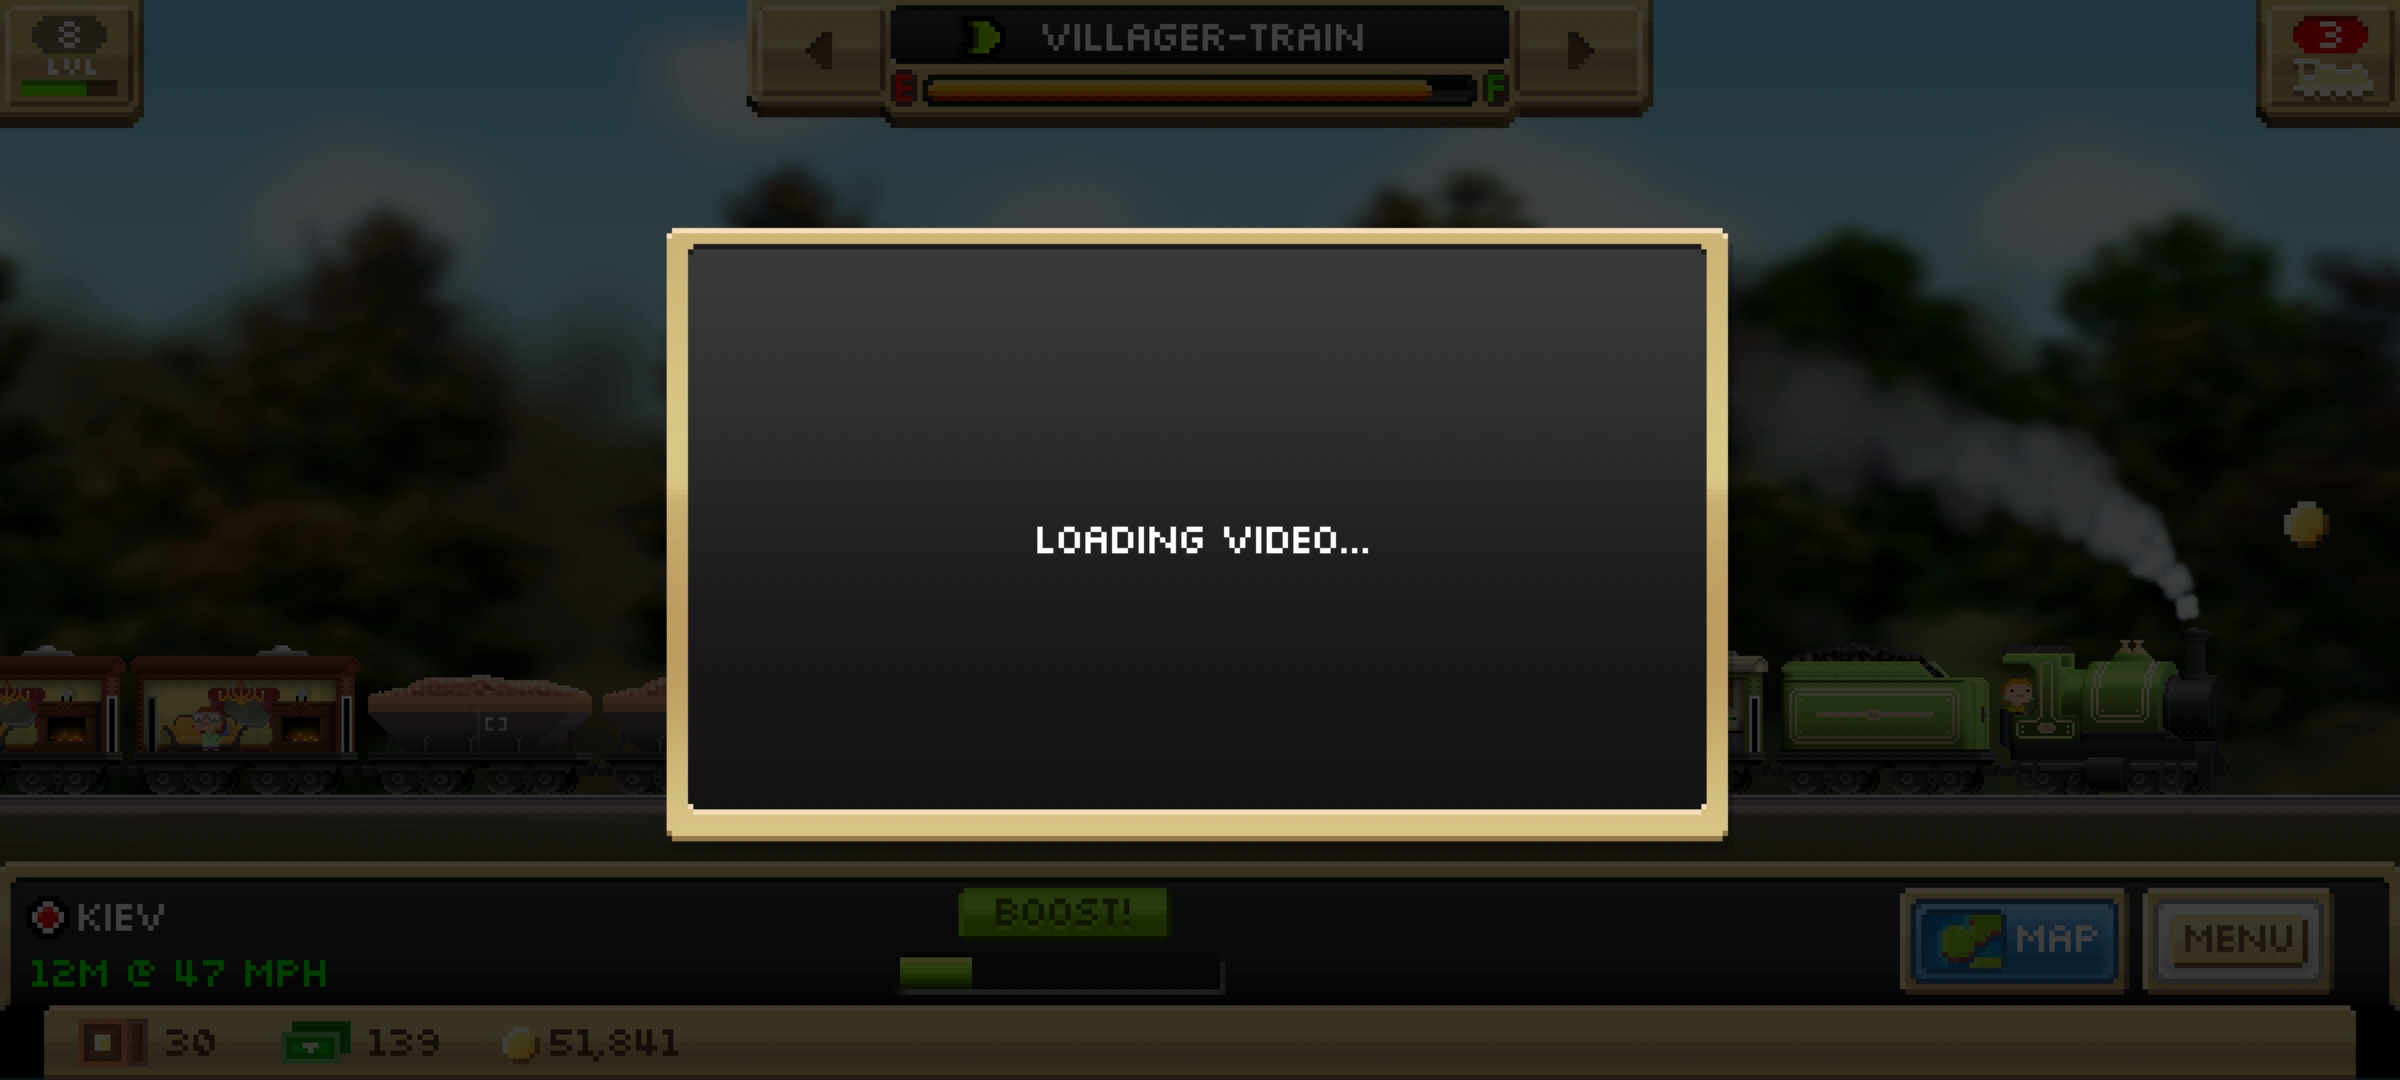 8
LVL
VILLAGER-TRAIN
E F
3
LOADING VIDEO...
KIEV
12M @ 47 MPH
BOOST!
MAP
MENU
30 139 51,841